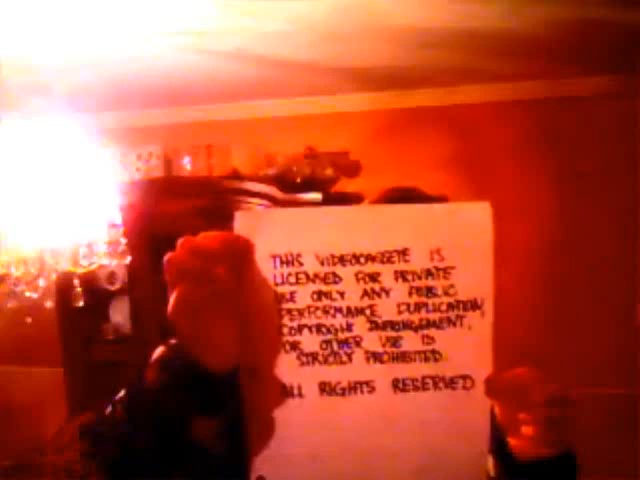 THIS VIDEOCASSETE IS
LICENSED FOR PRIVATE
USE ONLY ANY PUBLIC
PERFORMANCE, DUPLICATION,
COPYRIGHT INFRINGEMENT,
OR OTHER USE IS
STRICTLY PROHIBITED.
ALL RIGHTS RESERVED